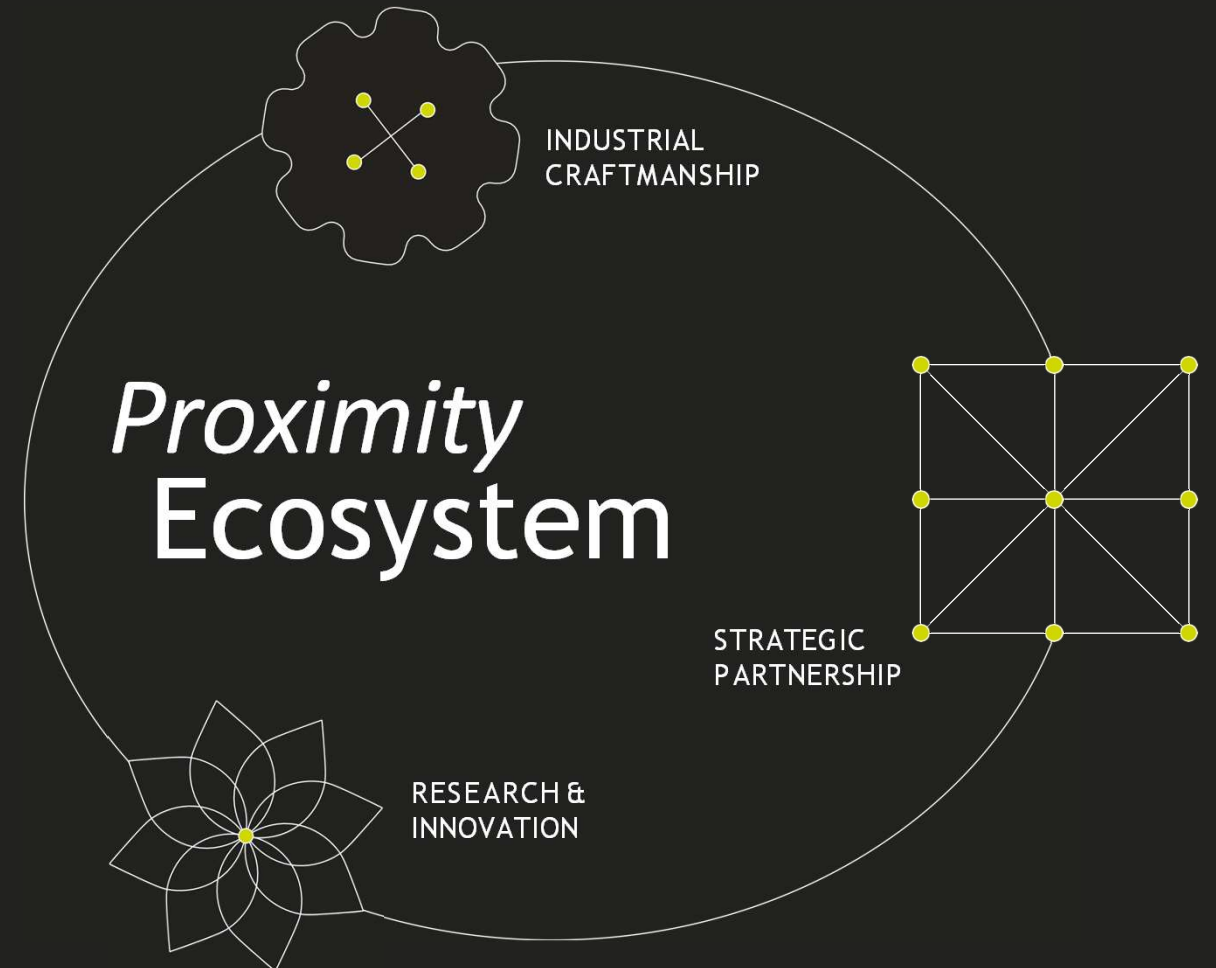 INDUSTRIAL
CRAFTMANSHIP
Proximity
Ecosystem
STRATEGIC
PARTNERSHIP
RESEARCH &
INNOVATION